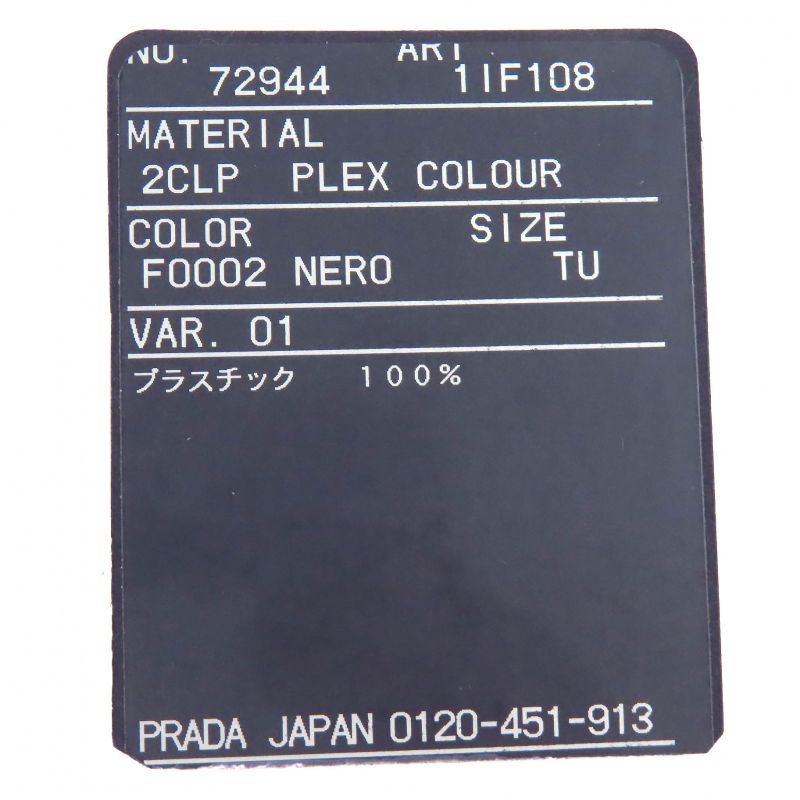 NO. ART
72944 1IF108
MATERIAL
2CLP PLEX COLOUR
COLOR SIZE
F0002 NERO TU
VAR. 01
プラスチック 100%
PRADA JAPAN 0120-451-913